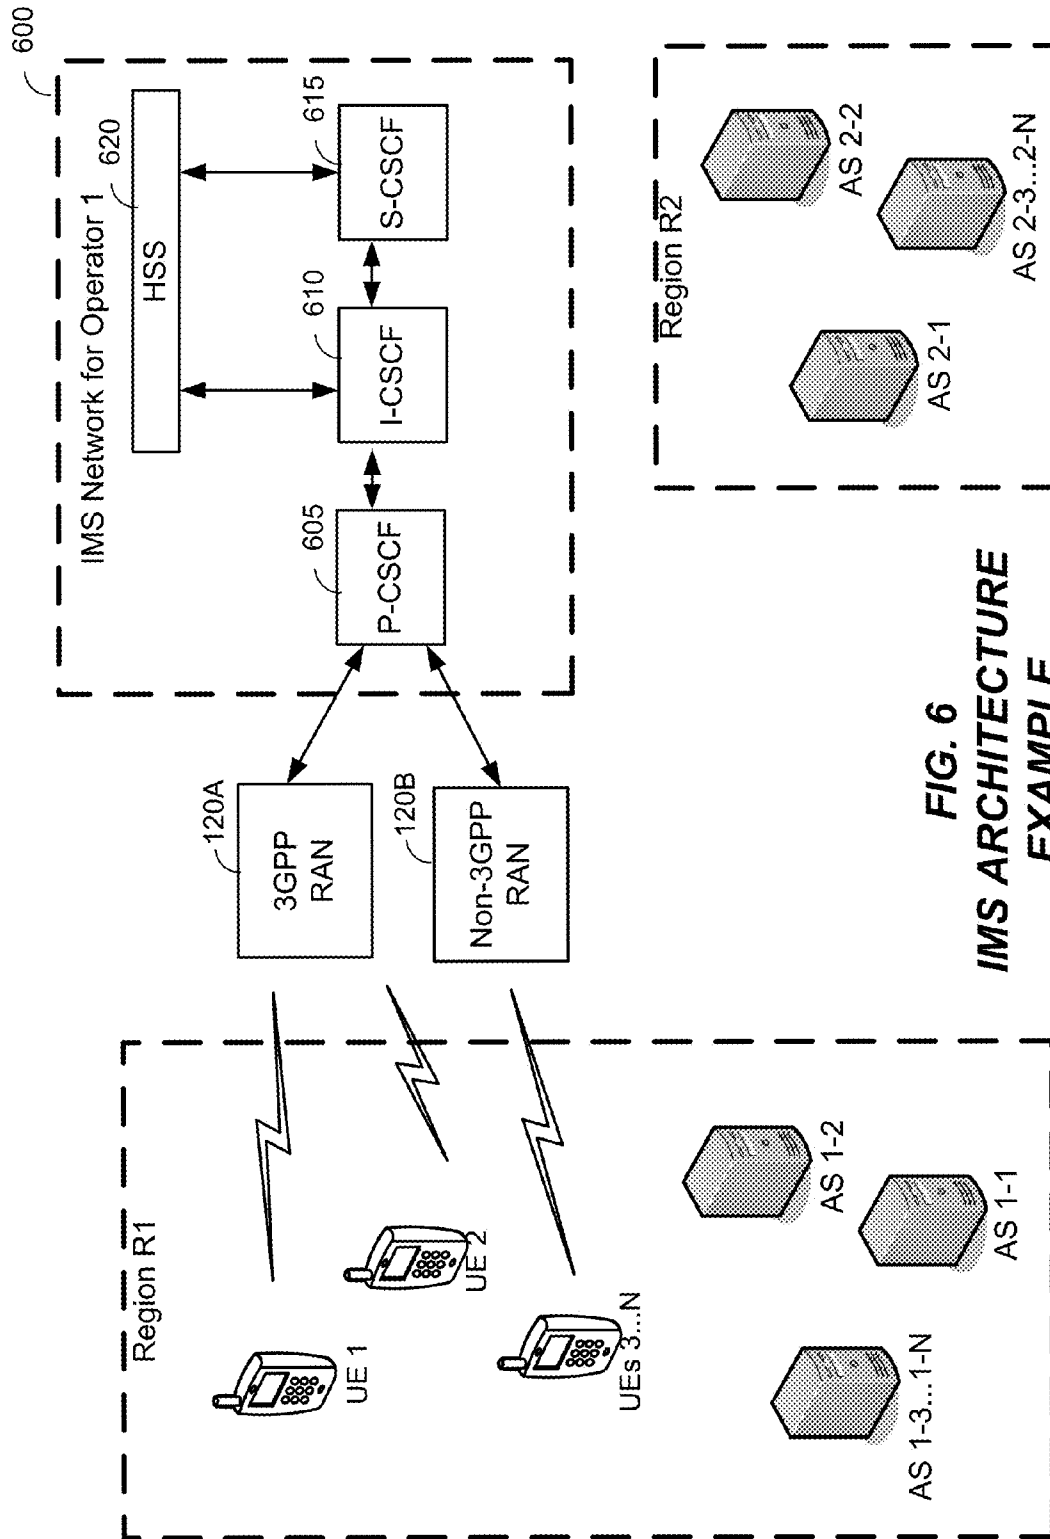 600
IMS Network for Operator 1
620
HSS
605
P-CSCF
610
I-CSCF
615
S-CSCF
120A
3GPP
RAN
120B
Non-3GPP
RAN
Region R1
UE 1
UE 2
UEs 3...N
AS 1-2
AS 1-1
AS 1-3...1-N
Region R2
AS 2-2
AS 2-1
AS 2-3...2-N
FIG. 6
IMS ARCHITECTURE
EXAMPLE